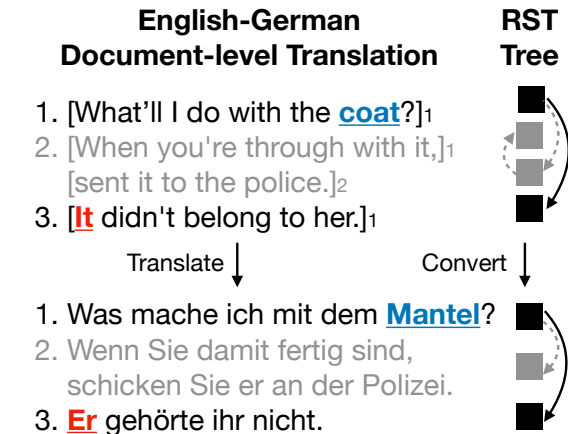 English-German Document-level Translation
RST Tree
1. [What'll I do with the coat?]1
2. [When you're through with it,]1
[sent it to the police.]2
3. [It didn't belong to her.]1
Translate
Convert
1. Was mache ich mit dem Mantel?
2. Wenn Sie damit fertig sind,
schicken Sie er an der Polizei.
3. Er gehörte ihr nicht.